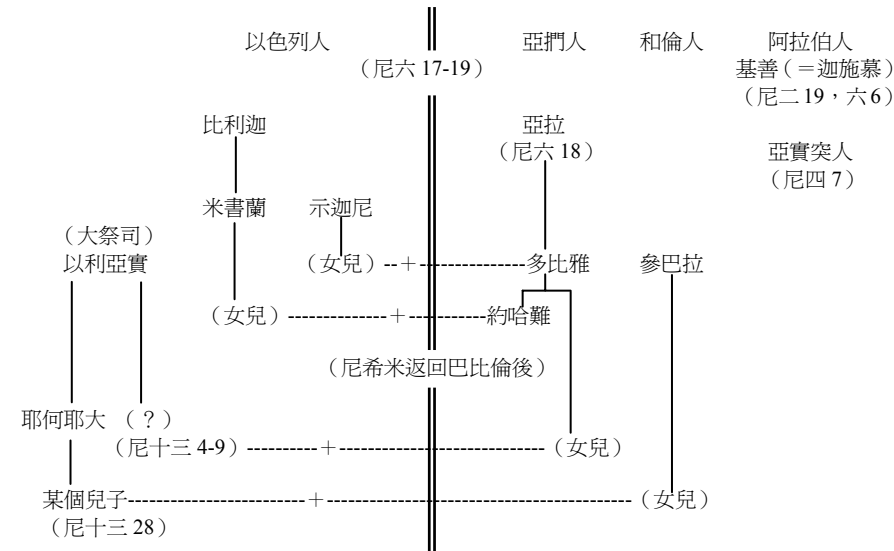 以色列人 亞捫人 和倫人 阿拉伯人
(尼六 17-19) 基善(=迦施慕)
(尼二 19,六 6)
比利迦 亞拉
(尼六 18) 亞實突人
(尼四 7)
米書蘭 示迦尼
(大祭司)
以利亞實 (女兒) --+-------------- 多比雅 參巴拉
(女兒) --------------+----------- 約哈難
(尼希米返回巴比倫後)
耶何耶大 (?)
(尼十三 4-9) ----------+------------------------- (女兒)
某個兒子-------------------------+------------------------------------------- (女兒)
(尼十三 28)